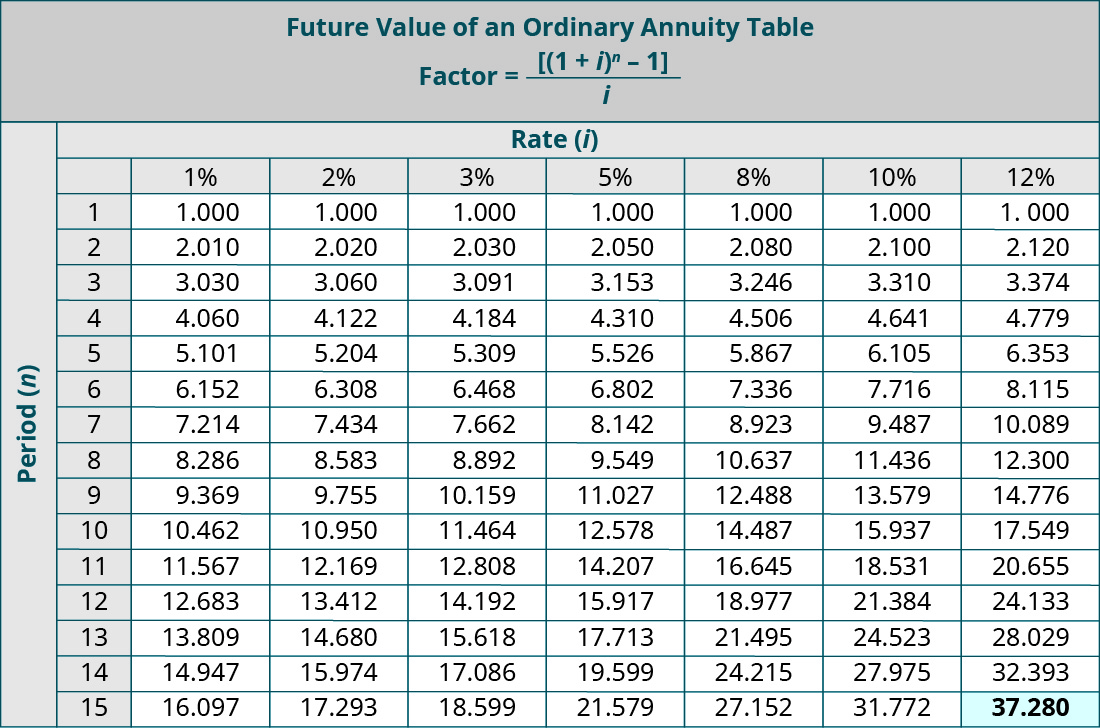 Future Value of an Ordinary Annuity Table
Factor = [(1 + i)ⁿ – 1]
i
Rate (i)
1% 2% 3% 5% 8% 10% 12%
Period (n)
1 1.000 1.000 1.000 1.000 1.000 1.000 1. 000
2 2.010 2.020 2.030 2.050 2.080 2.100 2.120
3 3.030 3.060 3.091 3.153 3.246 3.310 3.374
4 4.060 4.122 4.184 4.310 4.506 4.641 4.779
5 5.101 5.204 5.309 5.526 5.867 6.105 6.353
6 6.152 6.308 6.468 6.802 7.336 7.716 8.115
7 7.214 7.434 7.662 8.142 8.923 9.487 10.089
8 8.286 8.583 8.892 9.549 10.637 11.436 12.300
9 9.369 9.755 10.159 11.027 12.488 13.579 14.776
10 10.462 10.950 11.464 12.578 14.487 15.937 17.549
11 11.567 12.169 12.808 14.207 16.645 18.531 20.655
12 12.683 13.412 14.192 15.917 18.977 21.384 24.133
13 13.809 14.680 15.618 17.713 21.495 24.523 28.029
14 14.947 15.974 17.086 19.599 24.215 27.975 32.393
15 16.097 17.293 18.599 21.579 27.152 31.772 37.280